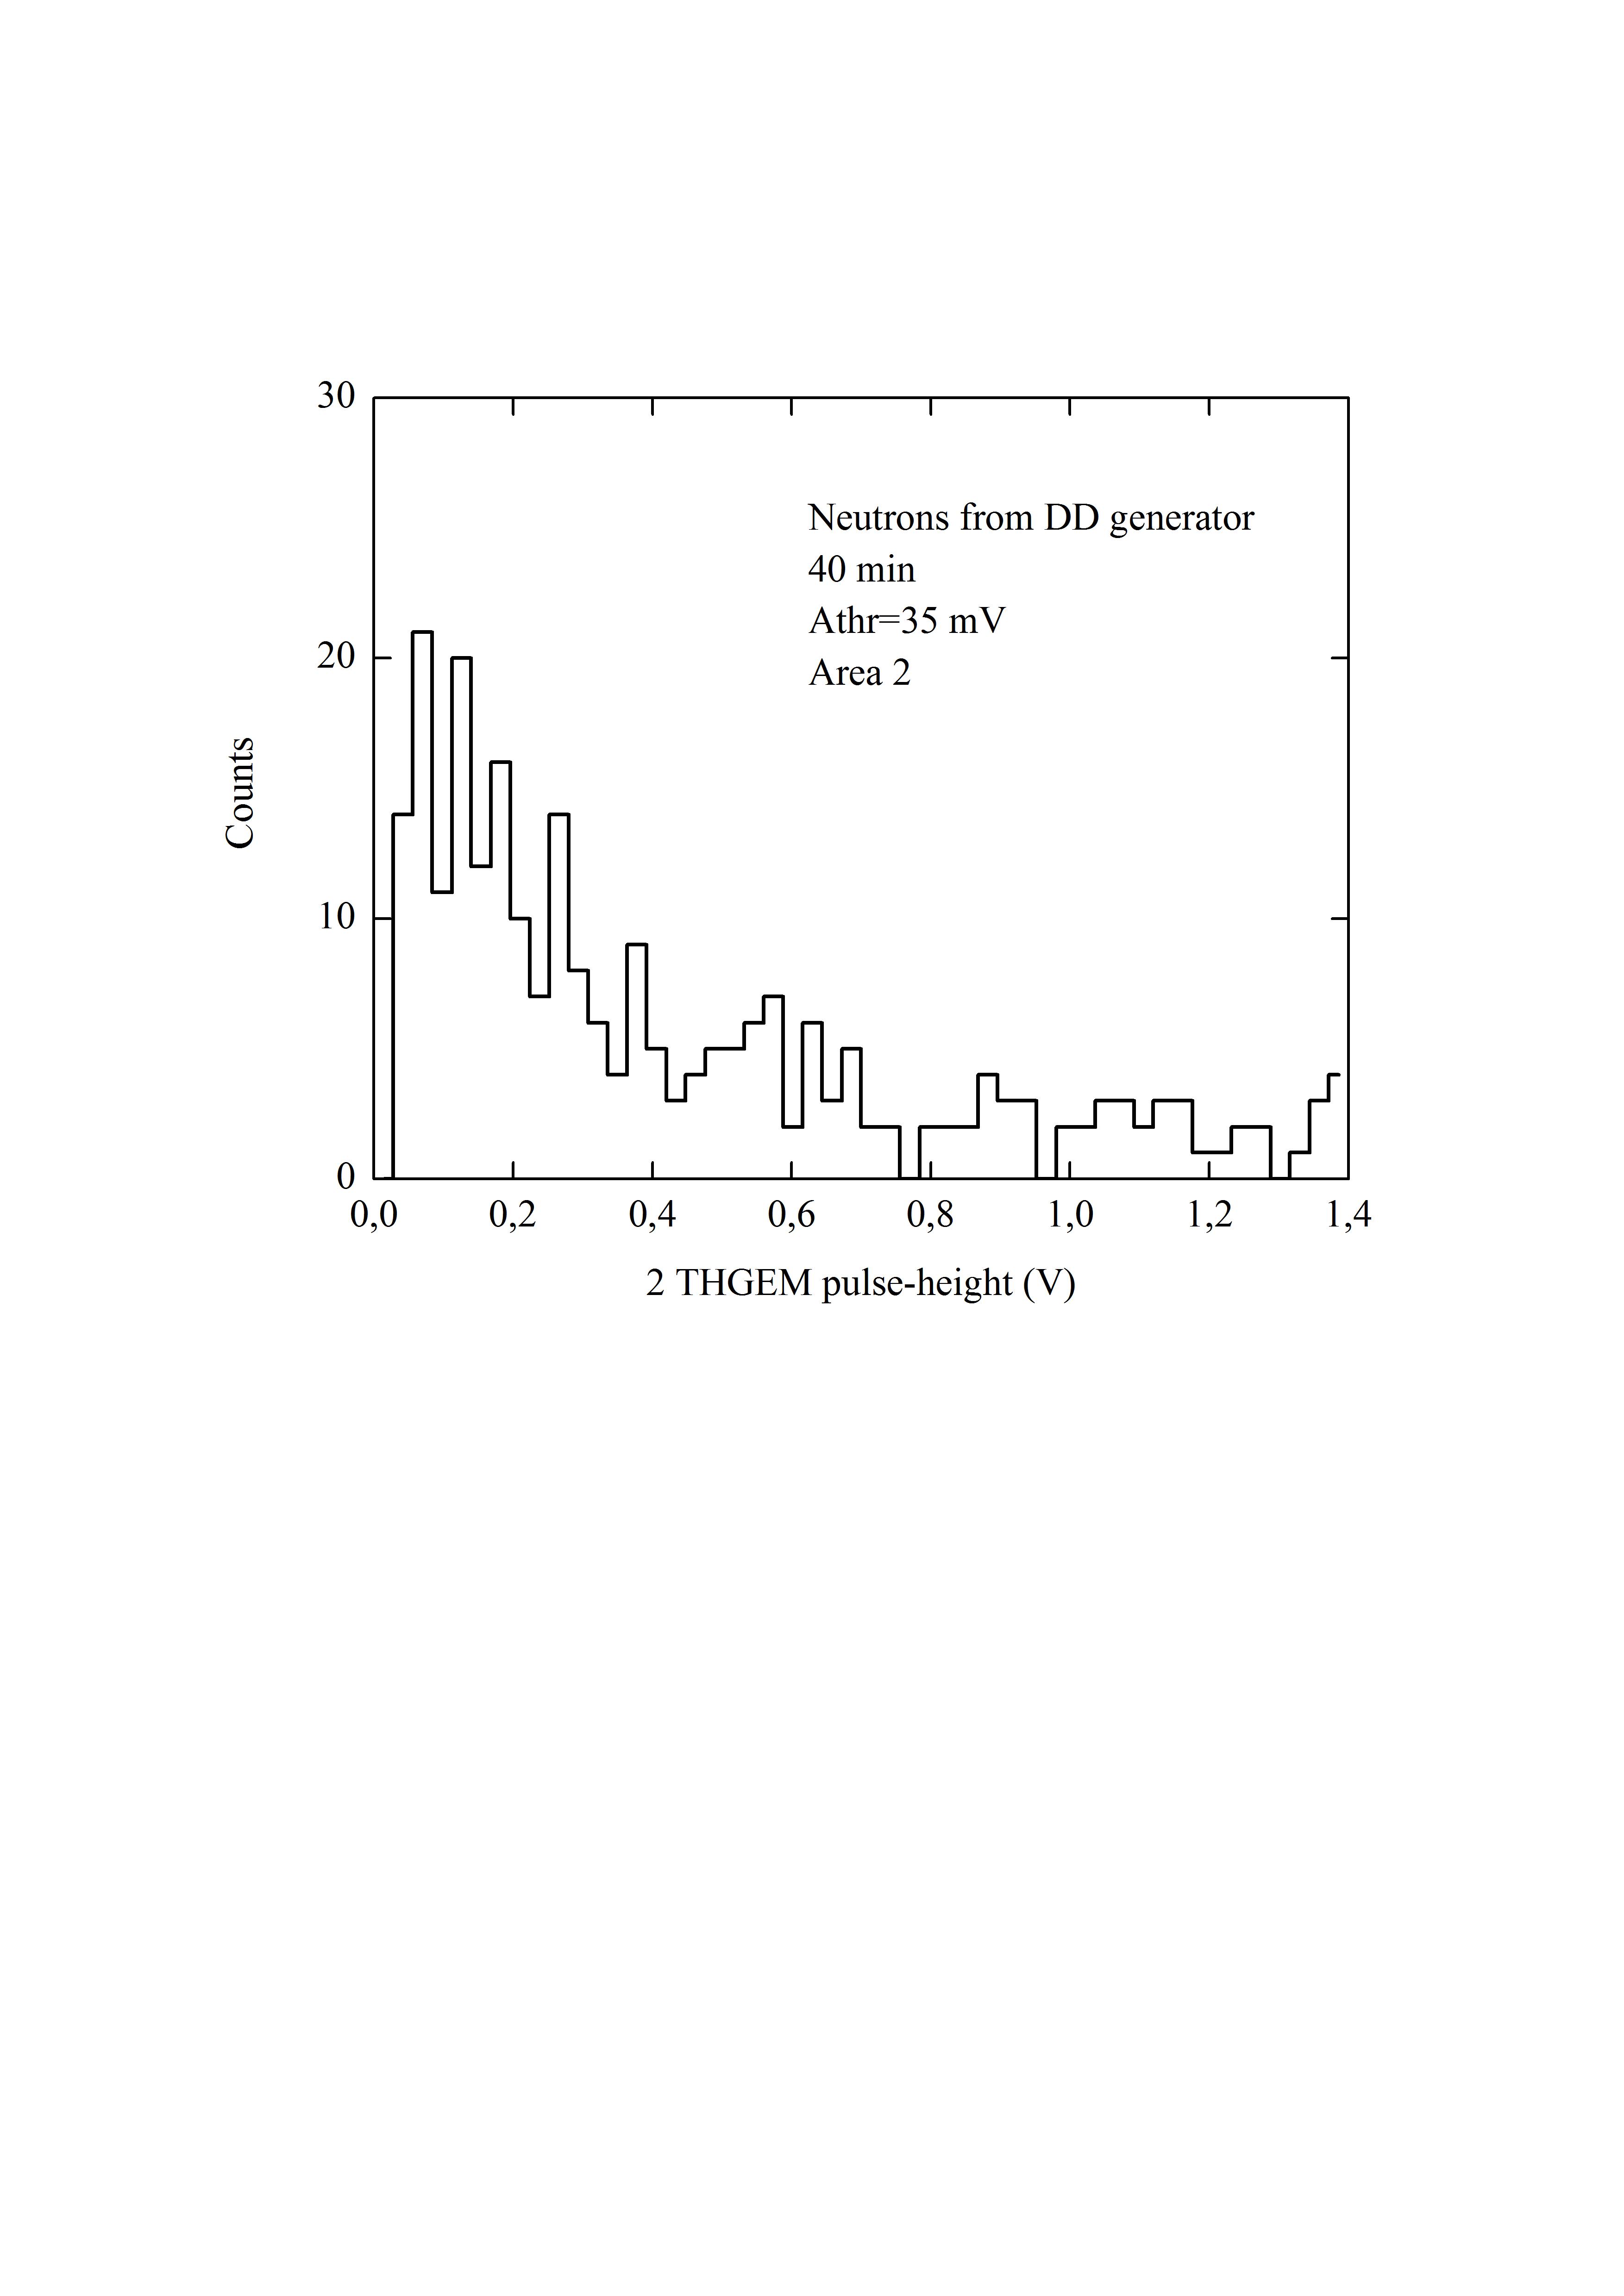 30
Neutrons from DD generator
40 min
Athr=35 mV
20
Area 2
Counts
10
0
0,0 0,2 0,4 0,6 0,8 1,0 1,2 1,4
2 THGEM pulse-height (V)